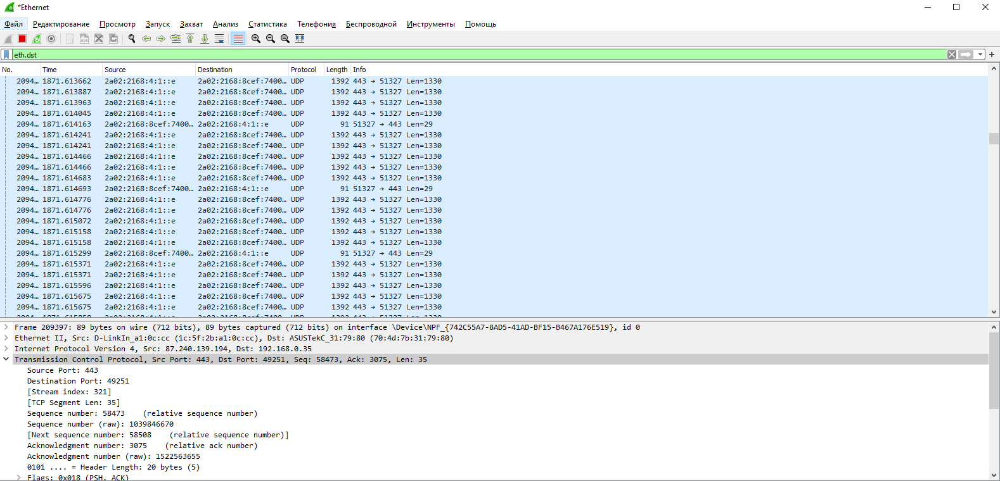 *Ethernet
Файл Редактирование Просмотр Запуск Захват Анализ Статистика Телефония Беспроводной Инструменты Помощь
eth.dst
No. Time Source Destination Protocol Length Info
2094… 1871.613662 2a02:2168:4:1::e 2a02:2168:8cef:7400… UDP 1392 443 → 51327 Len=1330
2094… 1871.613887 2a02:2168:4:1::e 2a02:2168:8cef:7400… UDP 1392 443 → 51327 Len=1330
2094… 1871.613963 2a02:2168:4:1::e 2a02:2168:8cef:7400… UDP 1392 443 → 51327 Len=1330
2094… 1871.614045 2a02:2168:4:1::e 2a02:2168:8cef:7400… UDP 1392 443 → 51327 Len=1330
2094… 1871.614163 2a02:2168:8cef:7400… 2a02:2168:4:1::e UDP 91 51327 → 443 Len=29
2094… 1871.614241 2a02:2168:4:1::e 2a02:2168:8cef:7400… UDP 1392 443 → 51327 Len=1330
2094… 1871.614241 2a02:2168:4:1::e 2a02:2168:8cef:7400… UDP 1392 443 → 51327 Len=1330
2094… 1871.614466 2a02:2168:4:1::e 2a02:2168:8cef:7400… UDP 1392 443 → 51327 Len=1330
2094… 1871.614466 2a02:2168:4:1::e 2a02:2168:8cef:7400… UDP 1392 443 → 51327 Len=1330
2094… 1871.614683 2a02:2168:4:1::e 2a02:2168:8cef:7400… UDP 1392 443 → 51327 Len=1330
2094… 1871.614693 2a02:2168:8cef:7400… 2a02:2168:4:1::e UDP 91 51327 → 443 Len=29
2094… 1871.614776 2a02:2168:4:1::e 2a02:2168:8cef:7400… UDP 1392 443 → 51327 Len=1330
2094… 1871.614776 2a02:2168:4:1::e 2a02:2168:8cef:7400… UDP 1392 443 → 51327 Len=1330
2094… 1871.615072 2a02:2168:4:1::e 2a02:2168:8cef:7400… UDP 1392 443 → 51327 Len=1330
2094… 1871.615158 2a02:2168:4:1::e 2a02:2168:8cef:7400… UDP 1392 443 → 51327 Len=1330
2094… 1871.615158 2a02:2168:4:1::e 2a02:2168:8cef:7400… UDP 1392 443 → 51327 Len=1330
2094… 1871.615299 2a02:2168:8cef:7400… 2a02:2168:4:1::e UDP 91 51327 → 443 Len=29
2094… 1871.615371 2a02:2168:4:1::e 2a02:2168:8cef:7400… UDP 1392 443 → 51327 Len=1330
2094… 1871.615371 2a02:2168:4:1::e 2a02:2168:8cef:7400… UDP 1392 443 → 51327 Len=1330
2094… 1871.615596 2a02:2168:4:1::e 2a02:2168:8cef:7400… UDP 1392 443 → 51327 Len=1330
2094… 1871.615675 2a02:2168:4:1::e 2a02:2168:8cef:7400… UDP 1392 443 → 51327 Len=1330
2094… 1871.615675 2a02:2168:4:1::e 2a02:2168:8cef:7400… UDP 1392 443 → 51327 Len=1330
Frame 209397: 89 bytes on wire (712 bits), 89 bytes captured (712 bits) on interface \Device\NPF_{742C55A7-8AD5-41AD-BF15-B467A176E519}, id 0
Ethernet II, Src: D-LinkIn_a1:0c:cc (1c:5f:2b:a1:0c:cc), Dst: ASUSTekC_31:79:80 (70:4d:7b:31:79:80)
Internet Protocol Version 4, Src: 87.240.139.194, Dst: 192.168.0.35
Transmission Control Protocol, Src Port: 443, Dst Port: 49251, Seq: 58473, Ack: 3075, Len: 35
Source Port: 443
Destination Port: 49251
[Stream index: 321]
[TCP Segment Len: 35]
Sequence number: 58473 (relative sequence number)
Sequence number (raw): 1039846670
[Next sequence number: 58508 (relative sequence number)]
Acknowledgment number: 3075 (relative ack number)
Acknowledgment number (raw): 1522563655
0101 .... = Header Length: 20 bytes (5)
Flags: 0x018 (PSH, ACK)